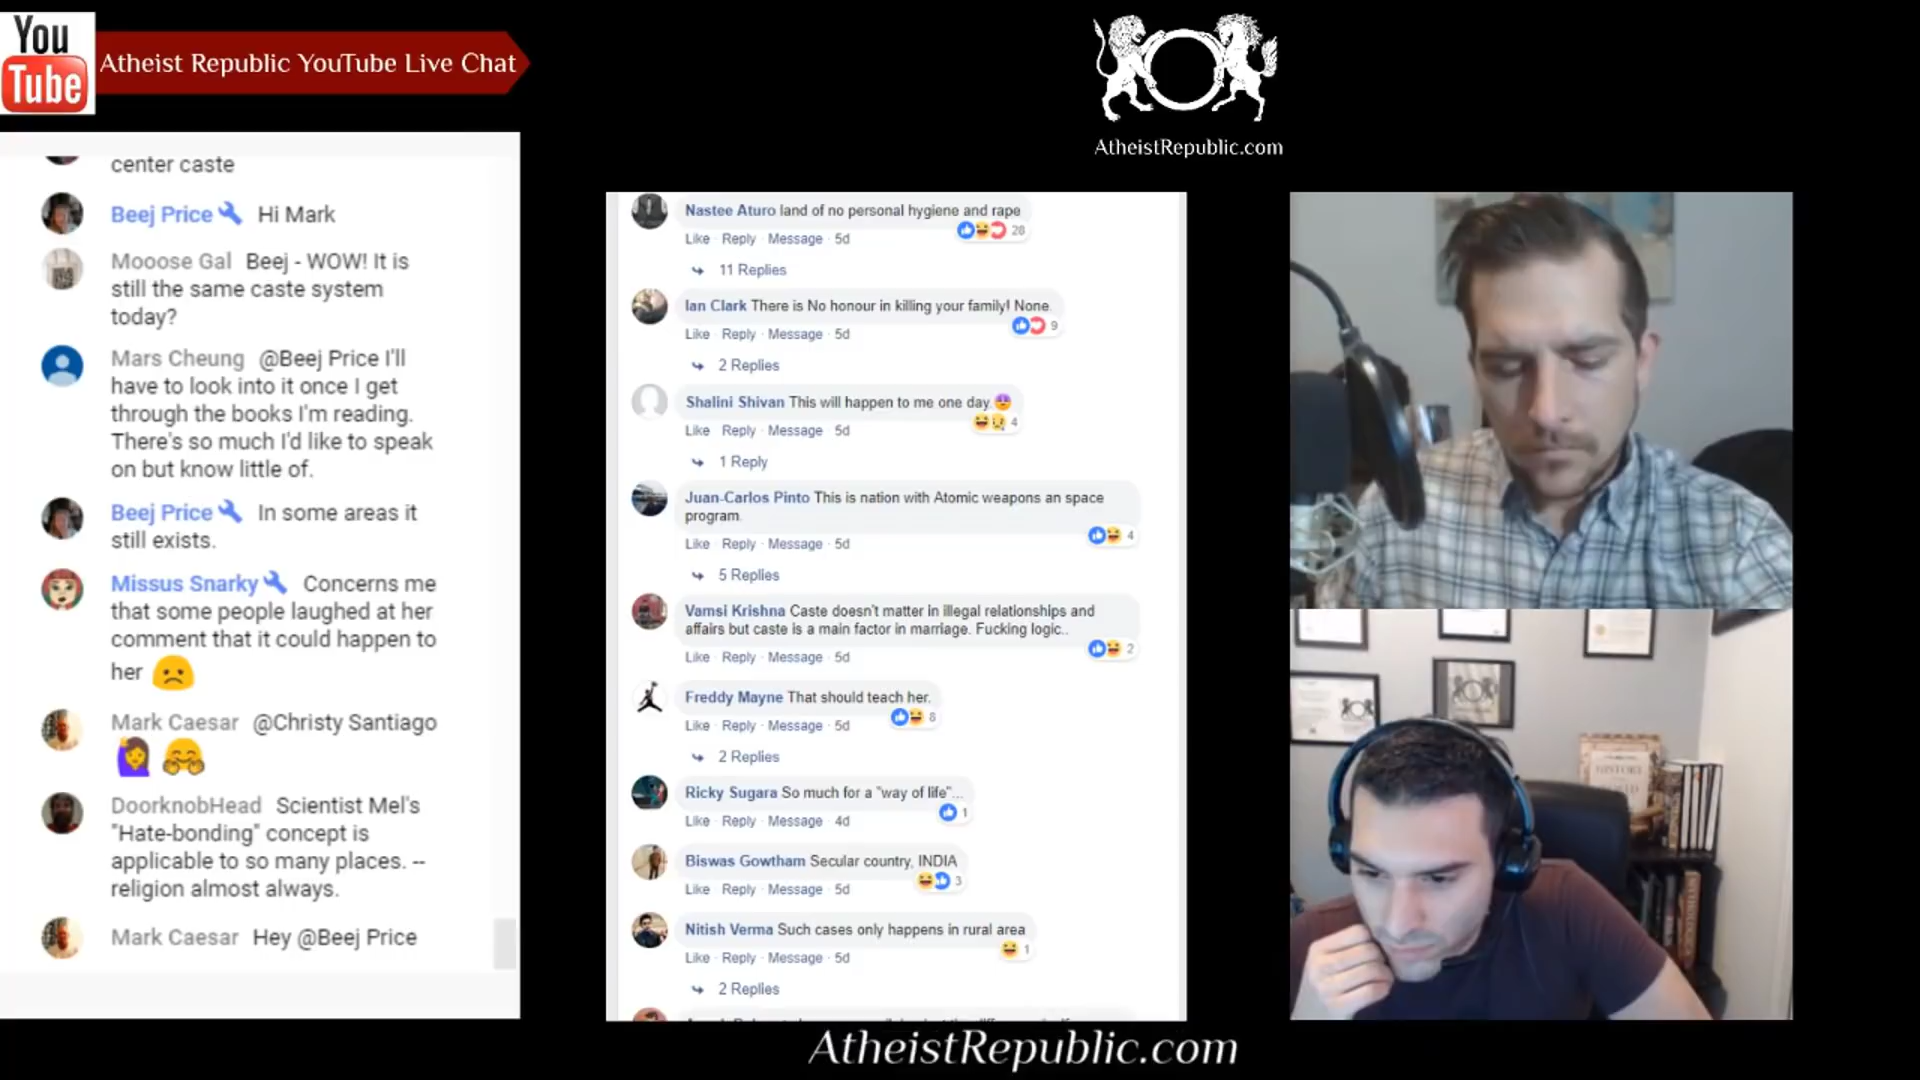 You
Tube
Atheist Republic YouTube Live Chat
AtheistRepublic.com
center caste
Beej Price Hi Mark
Mooose Gal Beej - WOW! It is
still the same caste system
today?
Mars Cheung @Beej Price I'll
have to look into it once I get
through the books I'm reading.
There's so much I'd like to speak
on but know little of.
Beej Price In some areas it
still exists.
Missus Snarky Concerns me
that some people laughed at her
comment that it could happen to
her
Mark Caesar @Christy Santiago
DoorknobHead Scientist Mel's
"Hate-bonding" concept is
applicable to so many places. --
religion almost always.
Mark Caesar Hey @Beej Price
Nastee Aturo land of no personal hygiene and rape
28
Like · Reply · Message · 5d
11 Replies
Ian Clark There is No honour in killing your family! None.
9
Like · Reply · Message · 5d
2 Replies
Shalini Shivan This will happen to me one day.
4
Like · Reply · Message · 5d
1 Reply
Juan-Carlos Pinto This is nation with Atomic weapons an space
program.
4
Like · Reply · Message · 5d
5 Replies
Vamsi Krishna Caste doesn't matter in illegal relationships and
affairs but caste is a main factor in marriage. Fucking logic..
2
Like · Reply · Message · 5d
Freddy Mayne That should teach her.
8
Like · Reply · Message · 5d
2 Replies
Ricky Sugara So much for a "way of life"...
1
Like · Reply · Message · 4d
Biswas Gowtham Secular country, INDIA
3
Like · Reply · Message · 5d
Nitish Verma Such cases only happens in rural area
1
Like · Reply · Message · 5d
2 Replies
HISTORY
AtheistRepublic.com